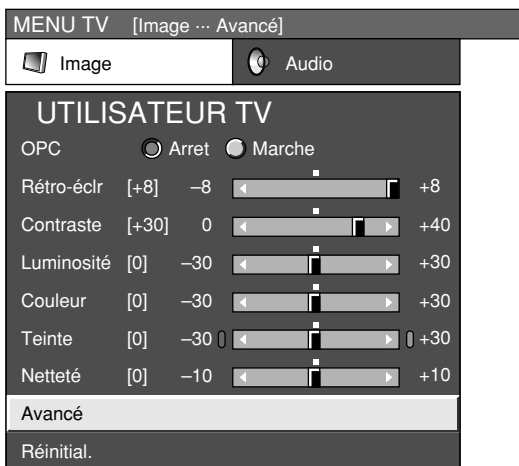 MENU TV [Image ··· Avancé]
Image Audio
UTILISATEUR TV
OPC Arret Marche
Rétro-éclr [+8] –8 +8
Contraste [+30] 0 +40
Luminosité [0] –30 +30
Couleur [0] –30 +30
Teinte [0] –30 +30
Netteté [0] –10 +10
Avancé
Réinitial.